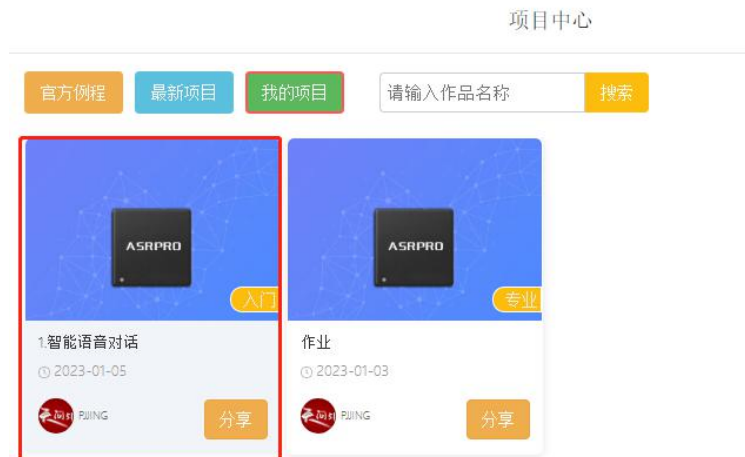 项目中心
官方例程 最新项目 我的项目 请输入作品名称 搜索
ASRPRO
入门
1.智能语音对话
2023-01-05
PJJING
分享
ASRPRO
专业
作业
2023-01-03
PJJING
分享